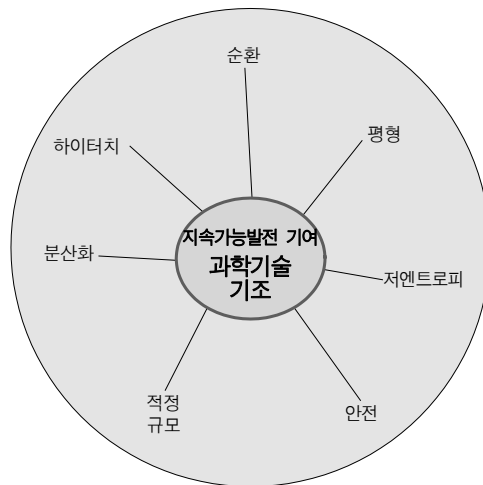 순환
평형
하이터치
지속가능발전 기여
과학기술
기조
분산화
저엔트로피
적정
규모
안전